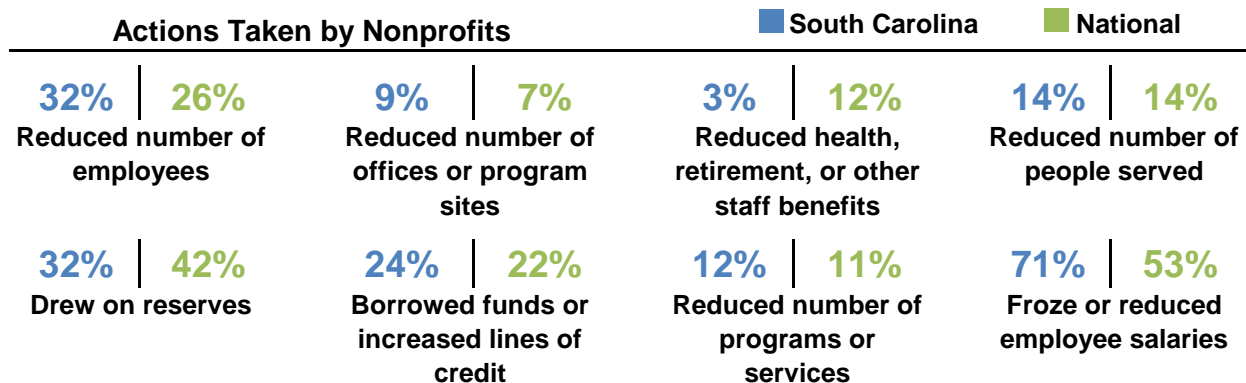 Actions Taken by Nonprofits
South Carolina
National
32% 26%
Reduced number of
employees
9% 7%
Reduced number of
offices or program
sites
3% 12%
Reduced health,
retirement, or other
staff benefits
14% 14%
Reduced number of
people served
32% 42%
Drew on reserves
24% 22%
Borrowed funds or
increased lines of
credit
12% 11%
Reduced number of
programs or
services
71% 53%
Froze or reduced
employee salaries